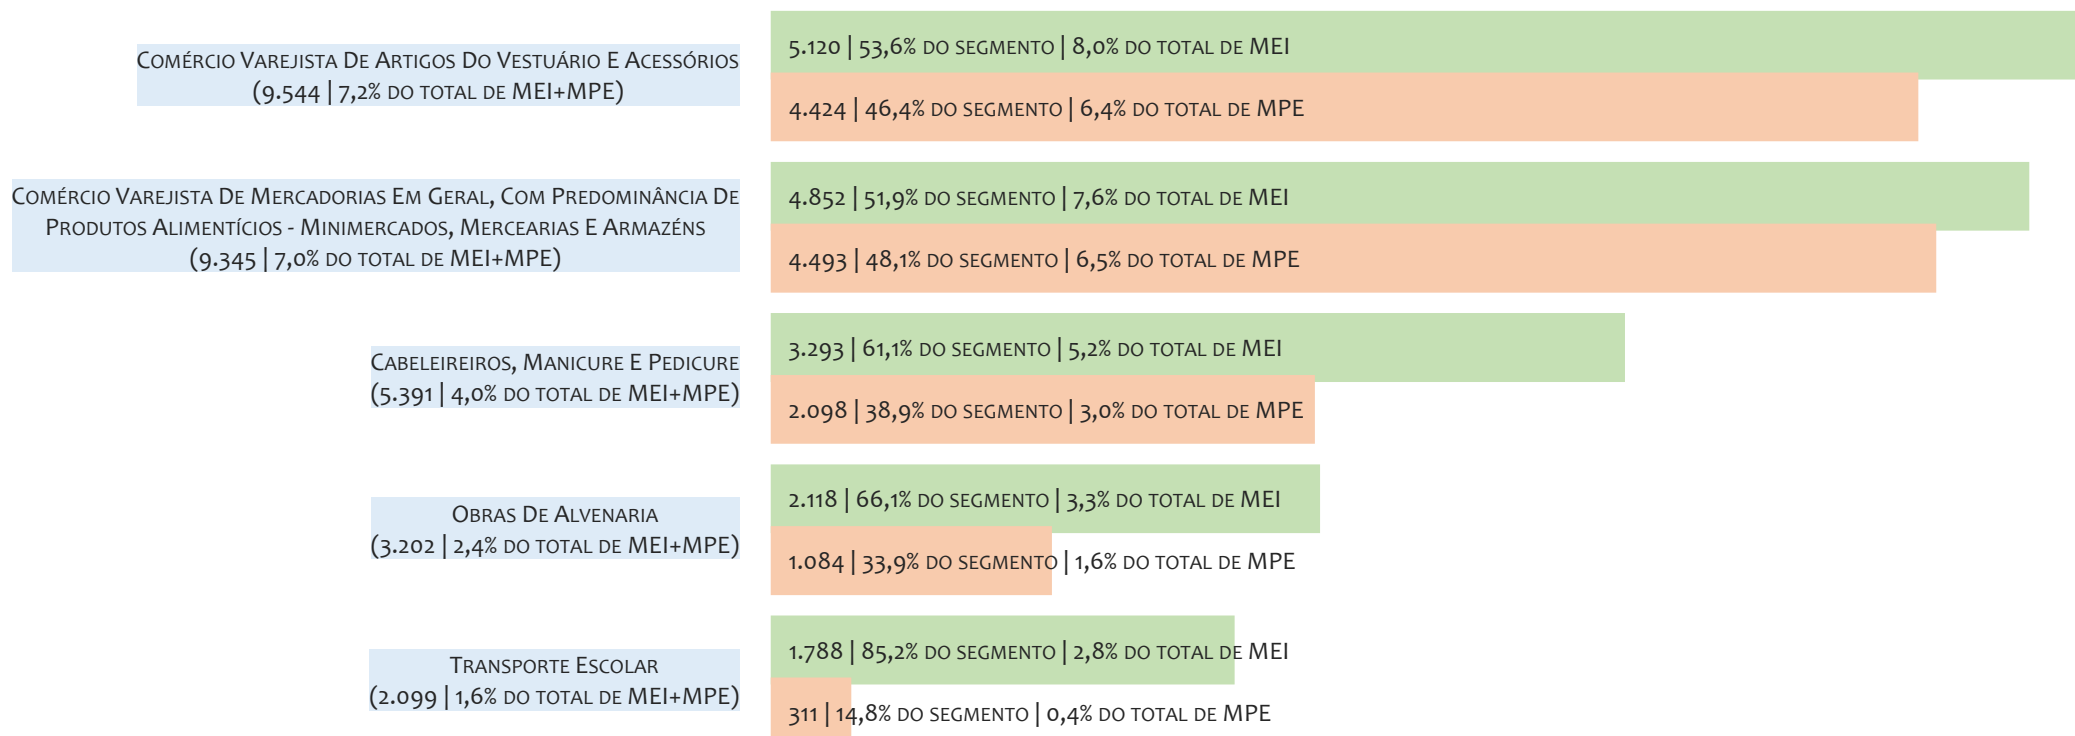 Comércio Varejista De Artigos Do Vestuário E Acessórios
(9.544 | 7,2% do total de MEI+MPE)
5.120 | 53,6% do segmento | 8,0% do total de MEI
4.424 | 46,4% do segmento | 6,4% do total de MPE
Comércio Varejista De Mercadorias Em Geral, Com Predominância De
Produtos Alimentícios - Minimercados, Mercearias E Armazéns
(9.345 | 7,0% do total de MEI+MPE)
4.852 | 51,9% do segmento | 7,6% do total de MEI
4.493 | 48,1% do segmento | 6,5% do total de MPE
Cabeleireiros, Manicure E Pedicure
(5.391 | 4,0% do total de MEI+MPE)
3.293 | 61,1% do segmento | 5,2% do total de MEI
2.098 | 38,9% do segmento | 3,0% do total de MPE
Obras De Alvenaria
(3.202 | 2,4% do total de MEI+MPE)
2.118 | 66,1% do segmento | 3,3% do total de MEI
1.084 | 33,9% do segmento | 1,6% do total de MPE
Transporte Escolar
(2.099 | 1,6% do total de MEI+MPE)
1.788 | 85,2% do segmento | 2,8% do total de MEI
311 | 14,8% do segmento | 0,4% do total de MPE